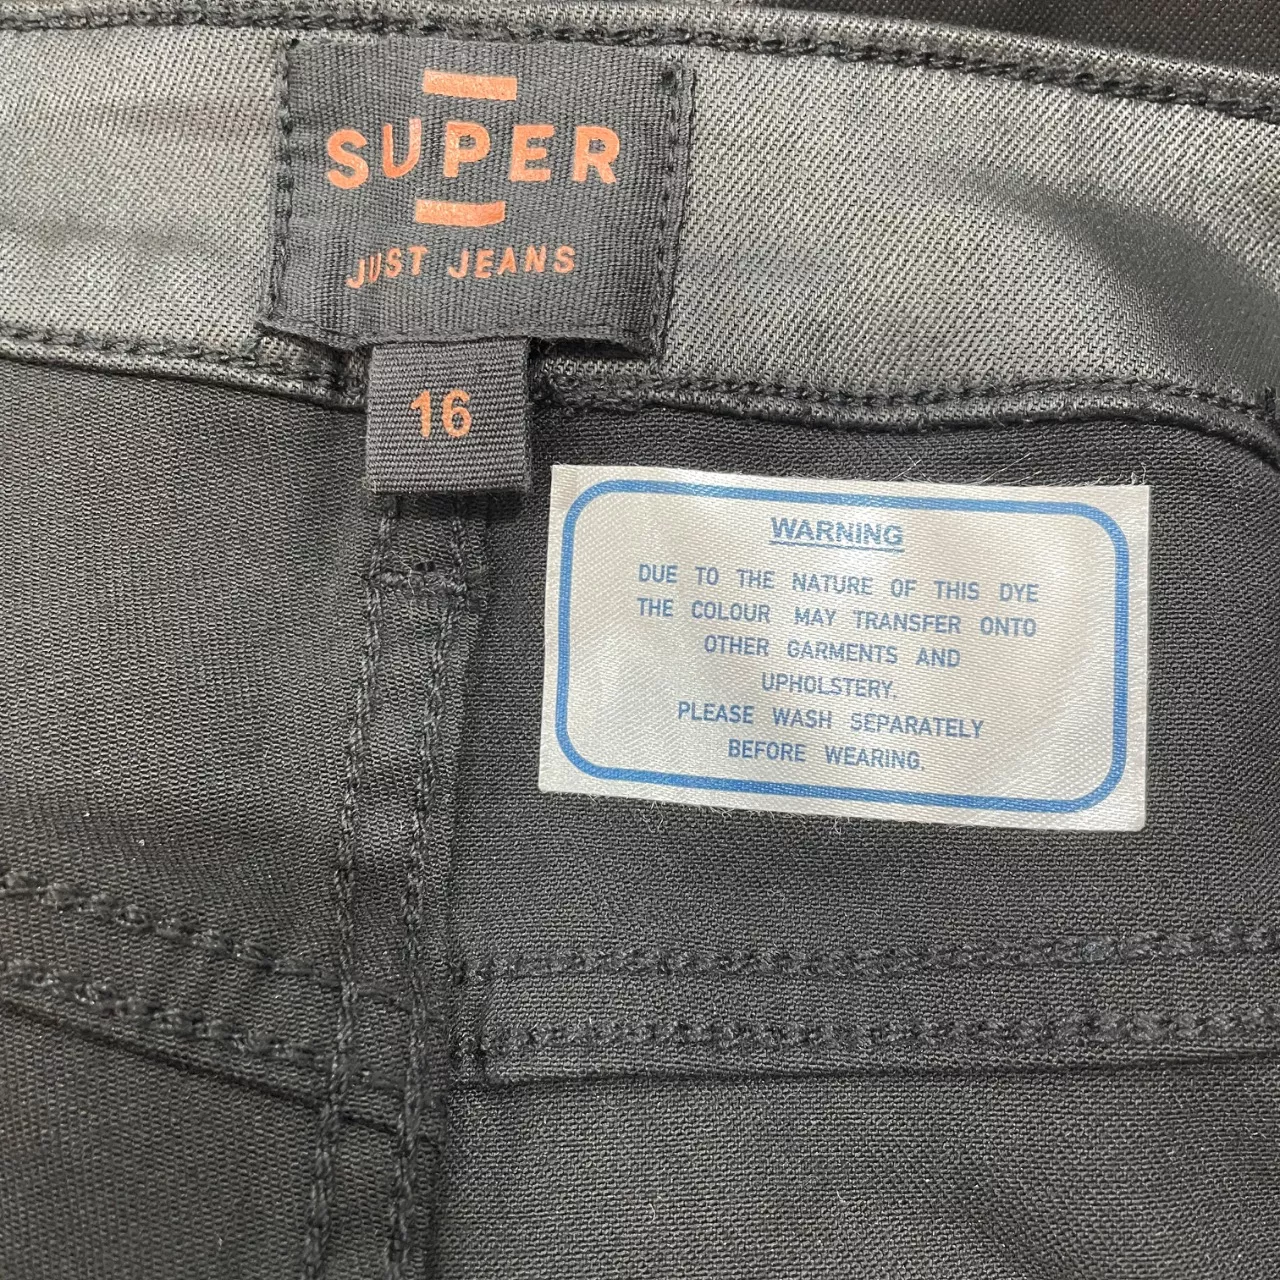 SUPER
JUST JEANS
16
WARNING
DUE TO THE NATURE OF THIS DYE
THE COLOUR MAY TRANSFER ONTO
OTHER GARMENTS AND
UPHOLSTERY.
PLEASE WASH SEPARATELY
BEFORE WEARING.